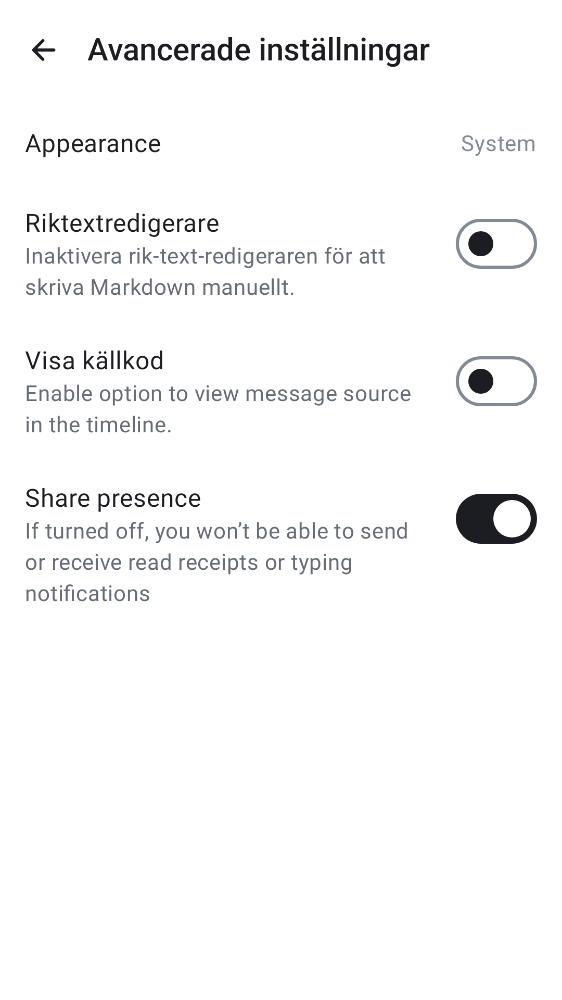 Avancerade inställningar
Appearance
System
Riktextredigerare
Inaktivera rik-text-redigeraren för att
skriva Markdown manuellt.
Visa källkod
Enable option to view message source
in the timeline.
Share presence
If turned off, you won’t be able to send
or receive read receipts or typing
notifications